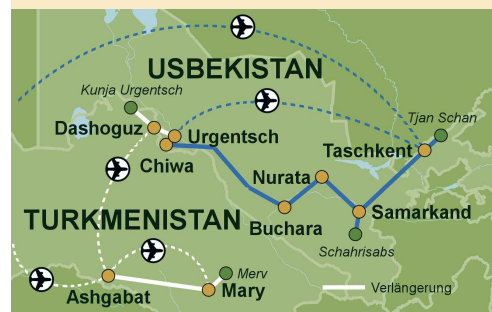 USBEKISTAN
Kunja Urgentsch
Tjan Schan
Dashoguz
Urgentsch
Taschkent
Chiwa
Nurata
TURKMENISTAN
Samarkand
Buchara
Schahrisabs
Merv
Mary
Verlängerung
Ashgabat